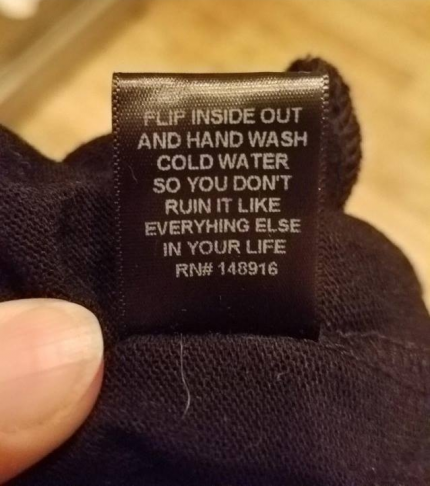 FLIP INSIDE OUT
AND HAND WASH
COLD WATER
SO YOU DON'T
RUIN IT LIKE
EVERYHING ELSE
IN YOUR LIFE
RN# 148916